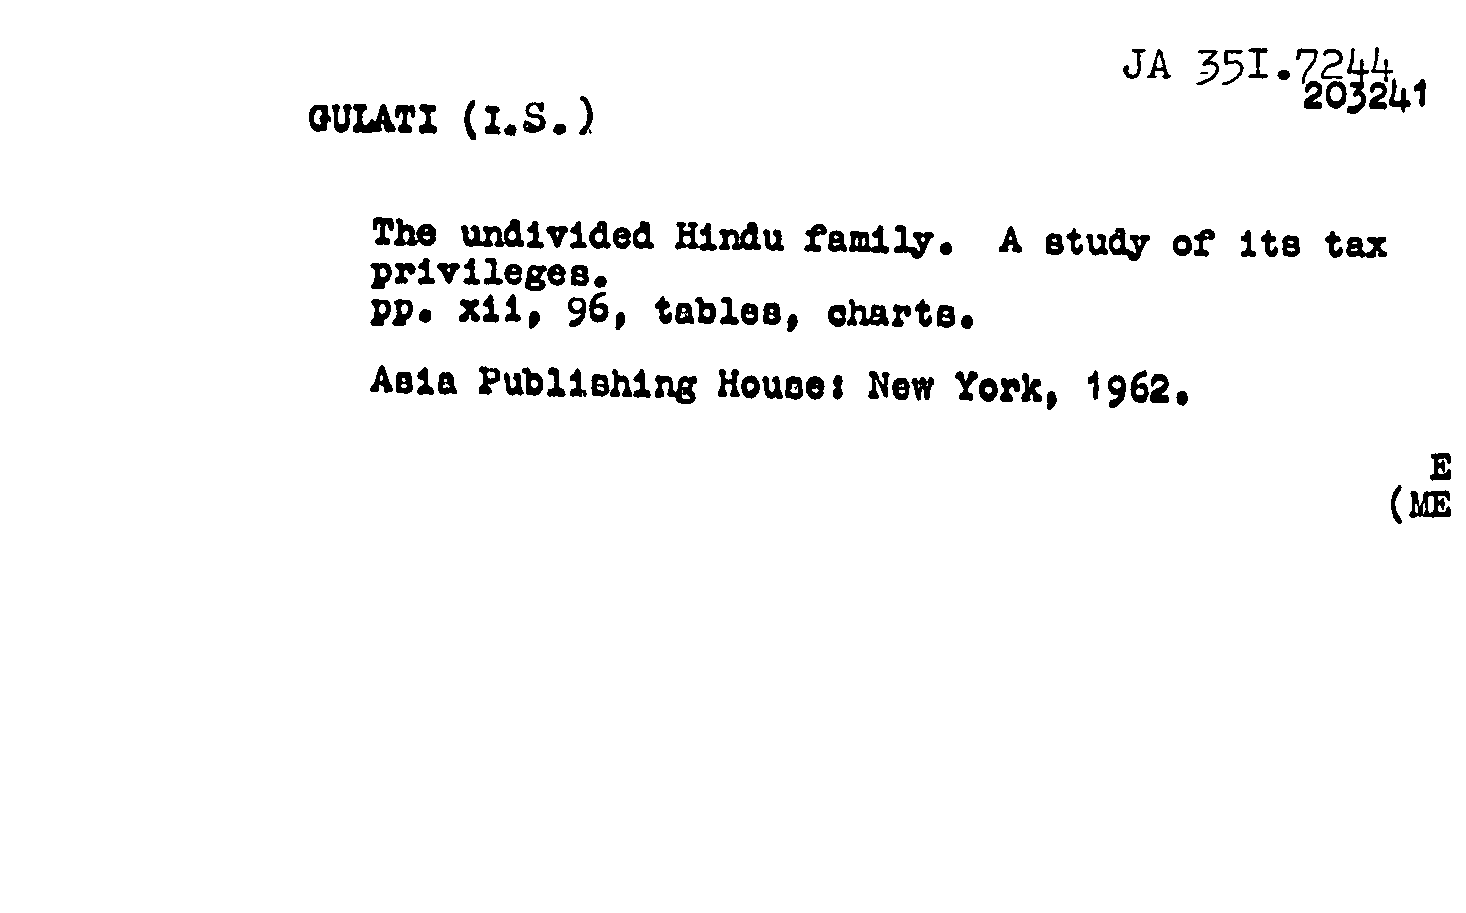 JA 35I.7244
203241
GULATI (I.S.)
The undivided Hindu family. A study of its tax
privileges.
pp. xii, 96, tables, charts.
Asia Publishing House: New York, 1962.
E
(ME